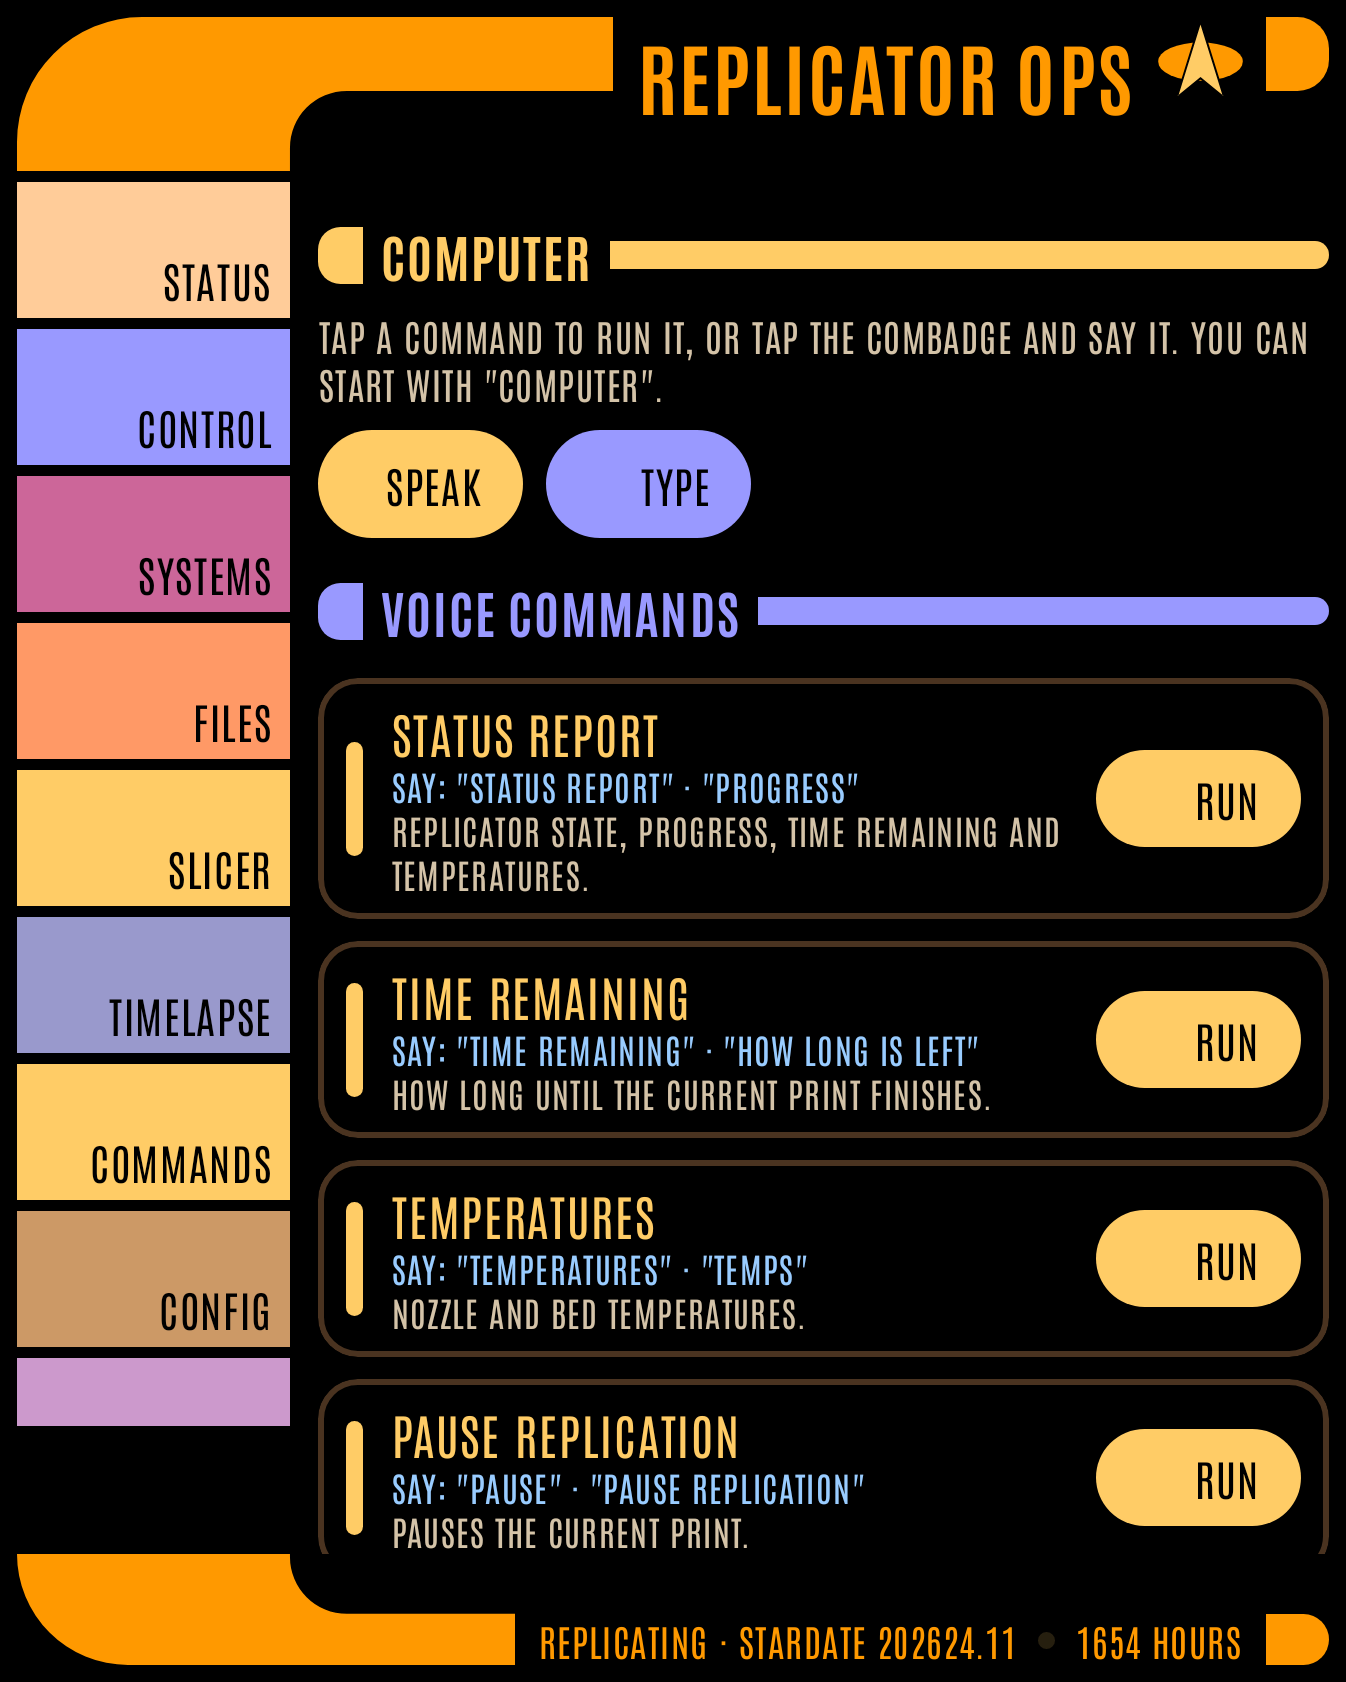 REPLICATOR OPS
STATUS
CONTROL
SYSTEMS
FILES
SLICER
TIMELAPSE
COMMANDS
CONFIG
COMPUTER
TAP A COMMAND TO RUN IT, OR TAP THE COMBADGE AND SAY IT. YOU CAN
START WITH "COMPUTER".
SPEAK
TYPE
VOICE COMMANDS
STATUS REPORT
SAY: "STATUS REPORT" · "PROGRESS"
REPLICATOR STATE, PROGRESS, TIME REMAINING AND
TEMPERATURES.
RUN
TIME REMAINING
SAY: "TIME REMAINING" · "HOW LONG IS LEFT"
HOW LONG UNTIL THE CURRENT PRINT FINISHES.
RUN
TEMPERATURES
SAY: "TEMPERATURES" · "TEMPS"
NOZZLE AND BED TEMPERATURES.
RUN
PAUSE REPLICATION
SAY: "PAUSE" · "PAUSE REPLICATION"
PAUSES THE CURRENT PRINT.
RUN
REPLICATING · STARDATE 202624.11
1654 HOURS